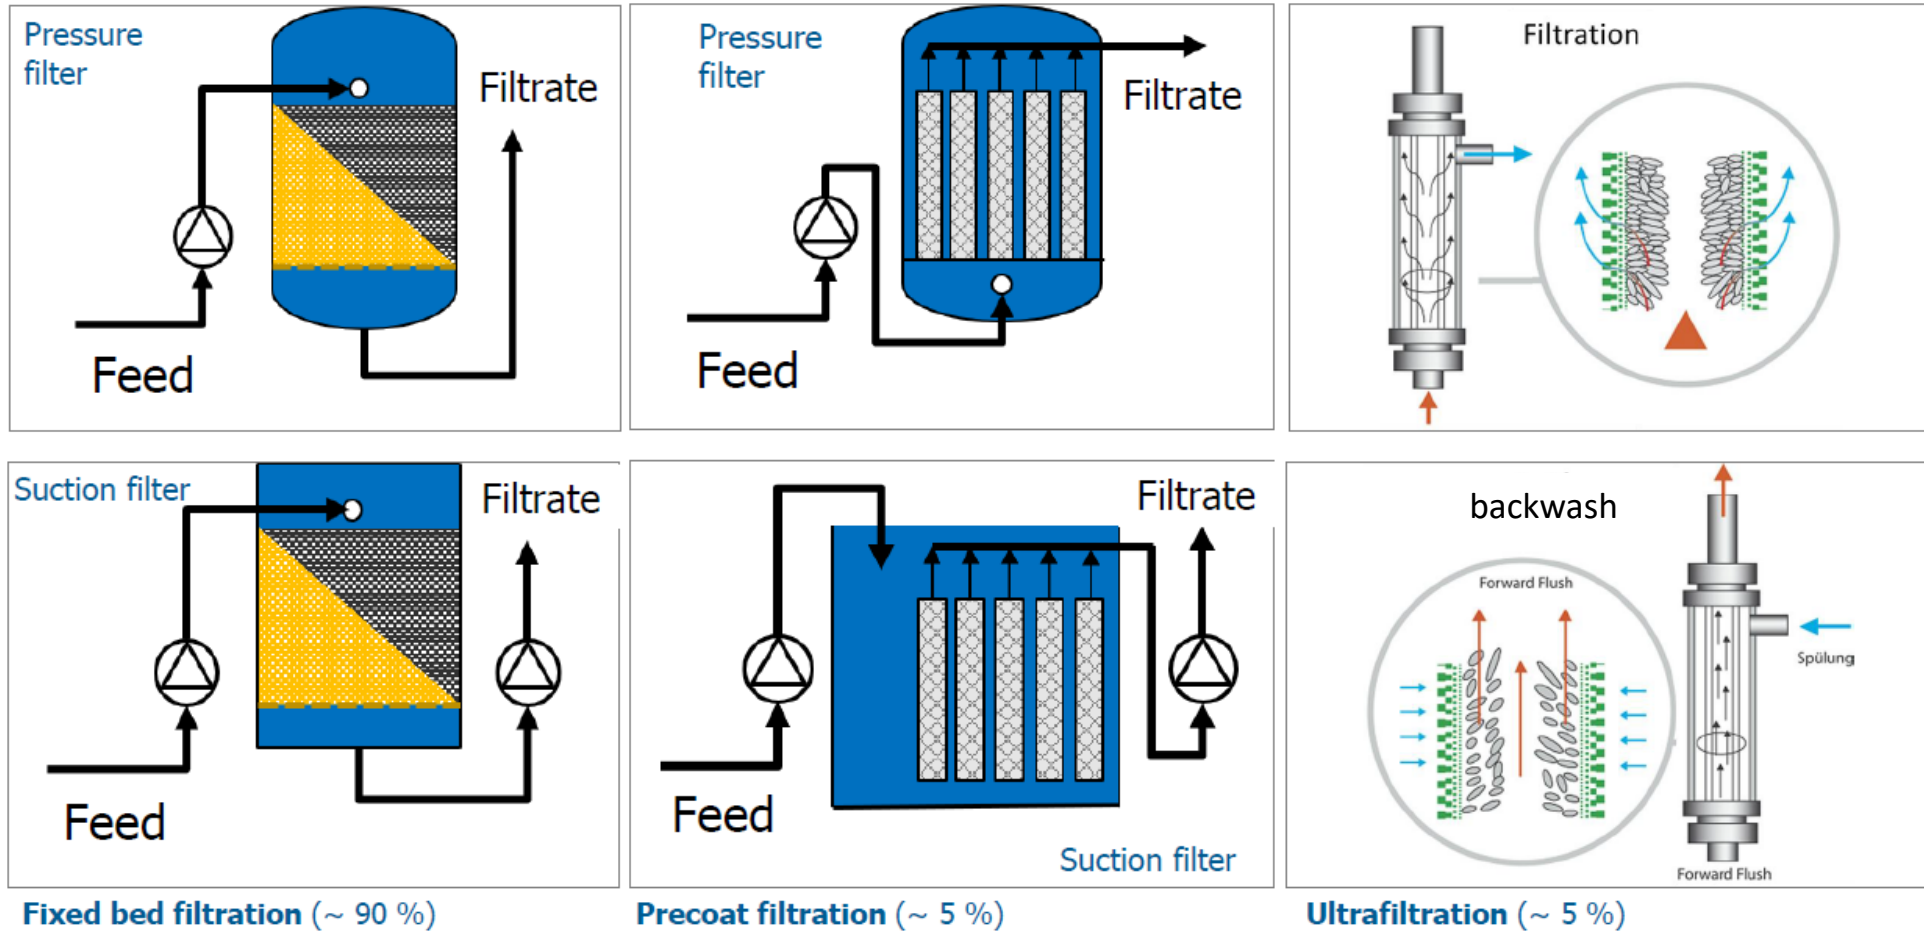 Pressure
filter
Filtrate
Feed
Pressure
filter
Filtrate
Feed
Filtration
Suction filter
Filtrate
Feed
Filtrate
Feed
Suction filter
backwash
Forward Flush
Spülung
Forward Flush
Fixed bed filtration (~ 90 %)
Precoat filtration (~ 5 %)
Ultrafiltration (~ 5 %)